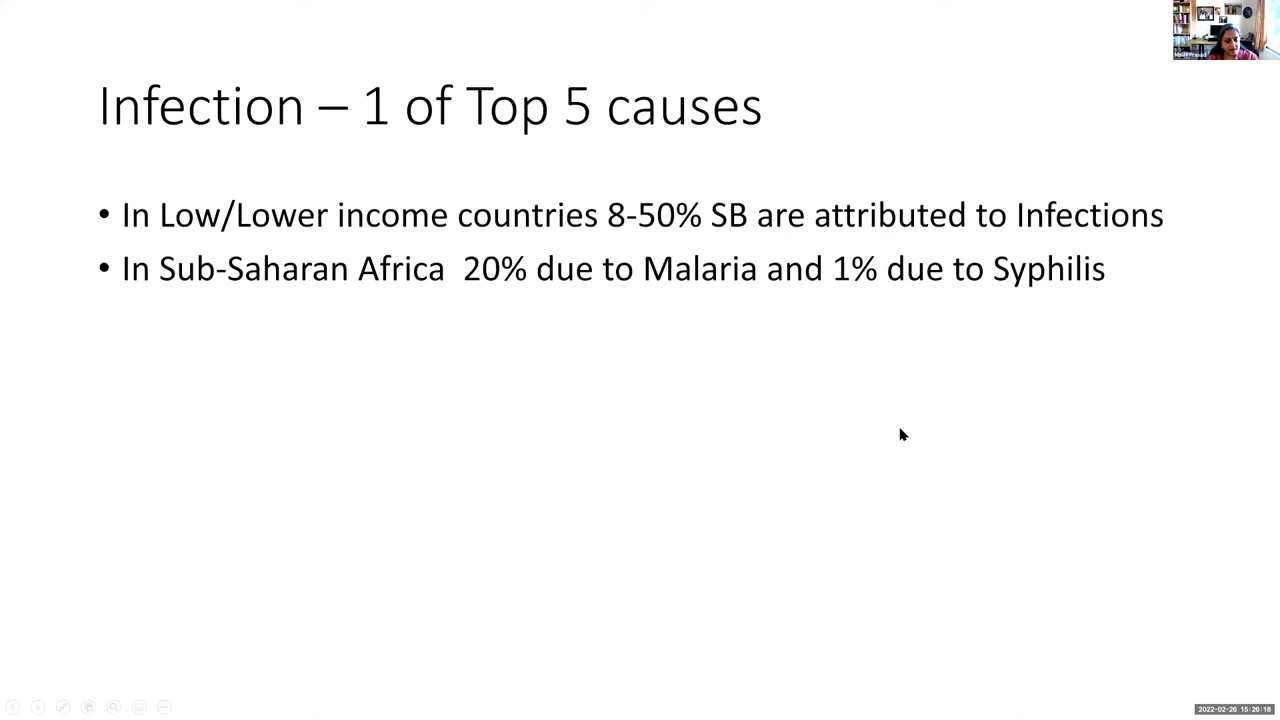 Infection – 1 of Top 5 causes
• In Low/Lower income countries 8-50% SB are attributed to Infections
• In Sub-Saharan Africa  20% due to Malaria and 1% due to Syphilis
2022-02-26 15:26:18